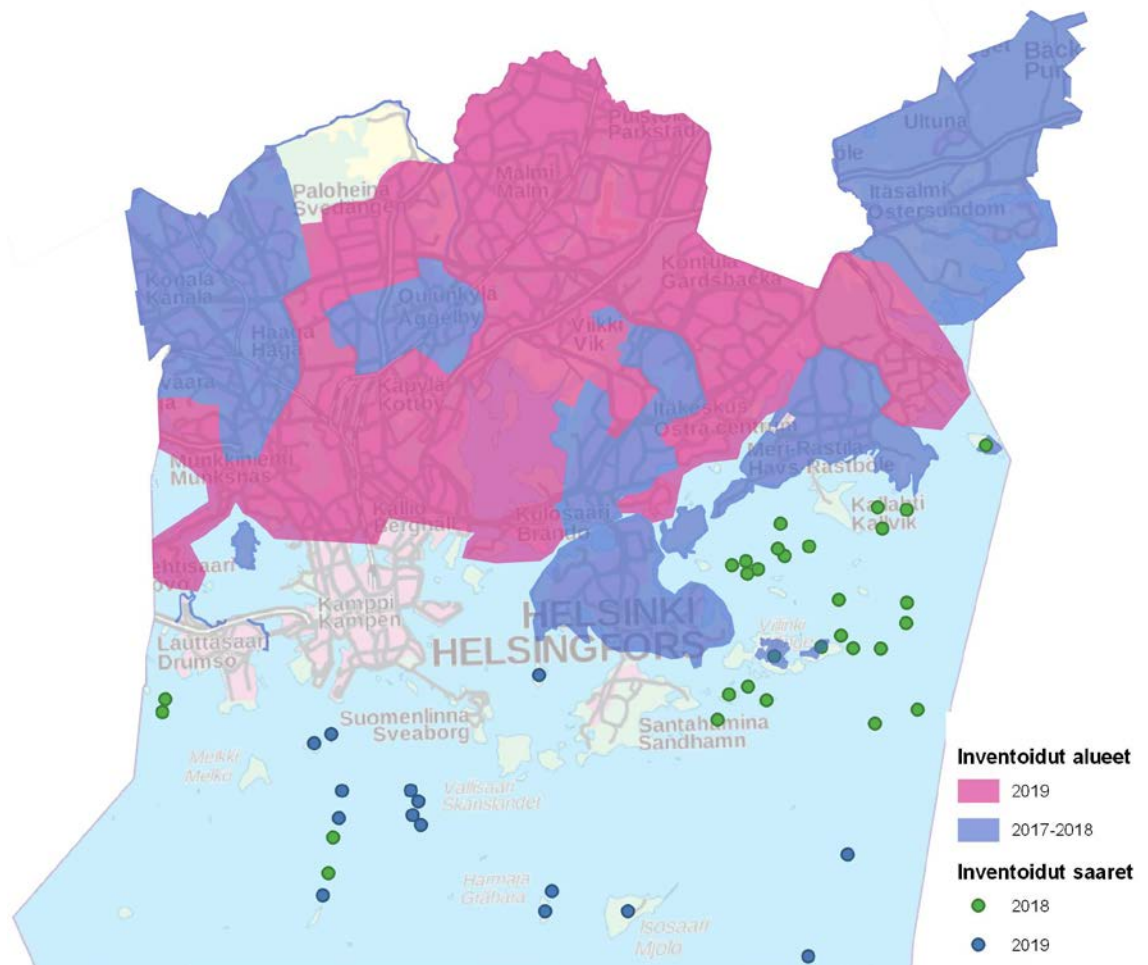 Ultuna
Itäsalmi
Östersundom
Puistola
Parkstad
Malmi
Malm
Paloheinä
Svedängen
Kontula
Gårdsbacka
Konala
Kånala
Oulunkylä
Åggelby
Haaga
Haga
Viikki
Vik
Käpylä
Kottby
Itäkeskus
Östra centrum
Meri-Rastila
Havs-Rastböle
Munkkiniemi
Munksnäs
Kallahti
Kallvik
Kallio
Berghäll
Kulosaari
Brändö
Kamppi
Kampen
HELSINKI
HELSINGFORS
Lauttasaari
Drumsö
Suomenlinna
Sveaborg
Santahamina
Sandhamn
Melkki
Melkö
Vallisaari
Skanslandet
Harmaja
Gråhara
Isosaari
Mjölö
Inventoidut alueet
2019
2017-2018
Inventoidut saaret
2018
2019